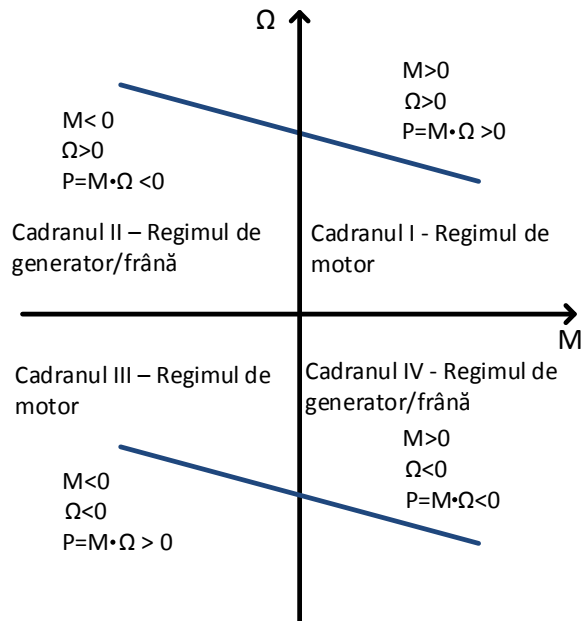 Ω
M>0
Ω>0
P=M•Ω >0
M< 0
Ω>0
P=M•Ω <0
Cadranul II – Regimul de
generator/frână
Cadranul I - Regimul de
motor
M
Cadranul III – Regimul de
motor
Cadranul IV - Regimul de
generator/frână
M>0
Ω<0
P=M•Ω<0
M<0
Ω<0
P=M•Ω > 0